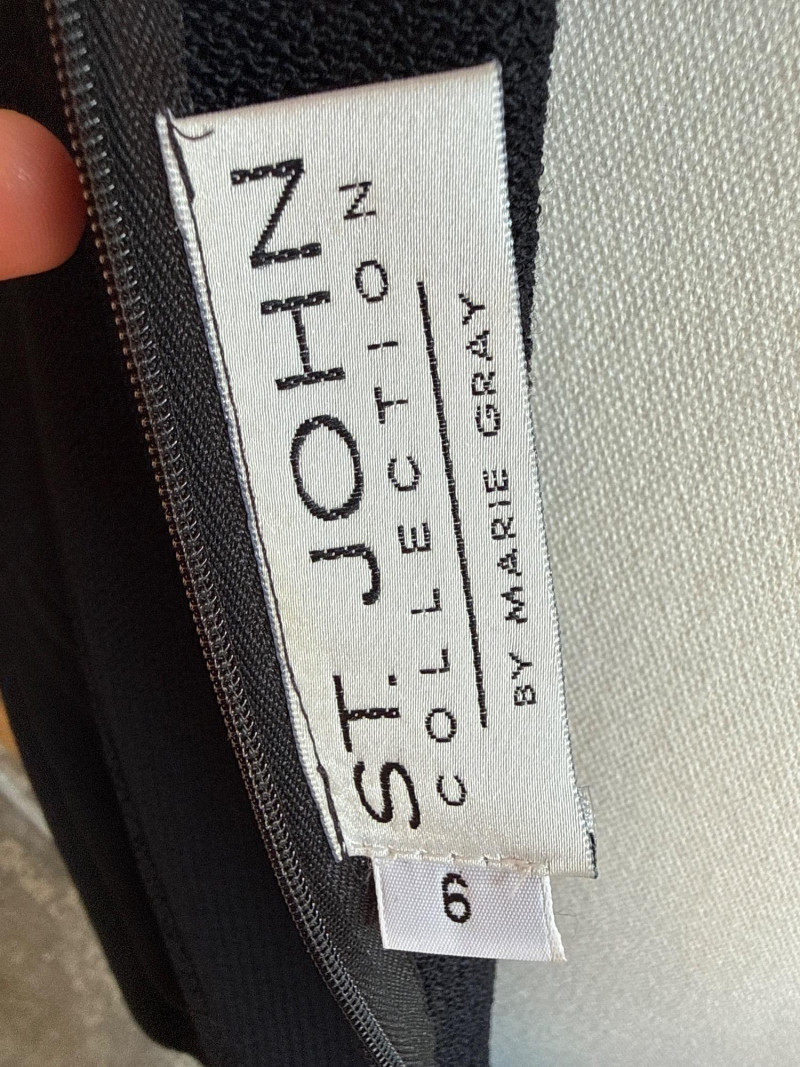 ST. JOHN
COLLECTION
BY MARIE GRAY
6